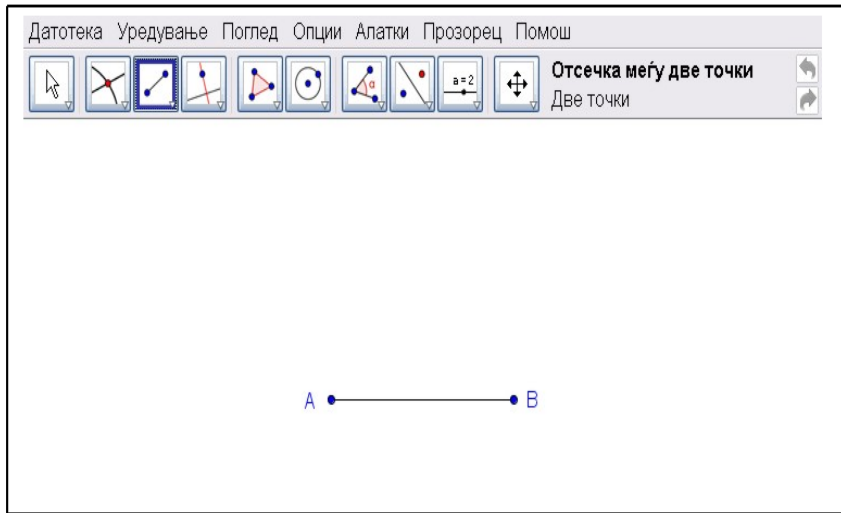 Датотека Уредување Поглед Опции Алатки Прозорец Помош
α a = 2 Отсечка меѓу две точки
Две точки
A B